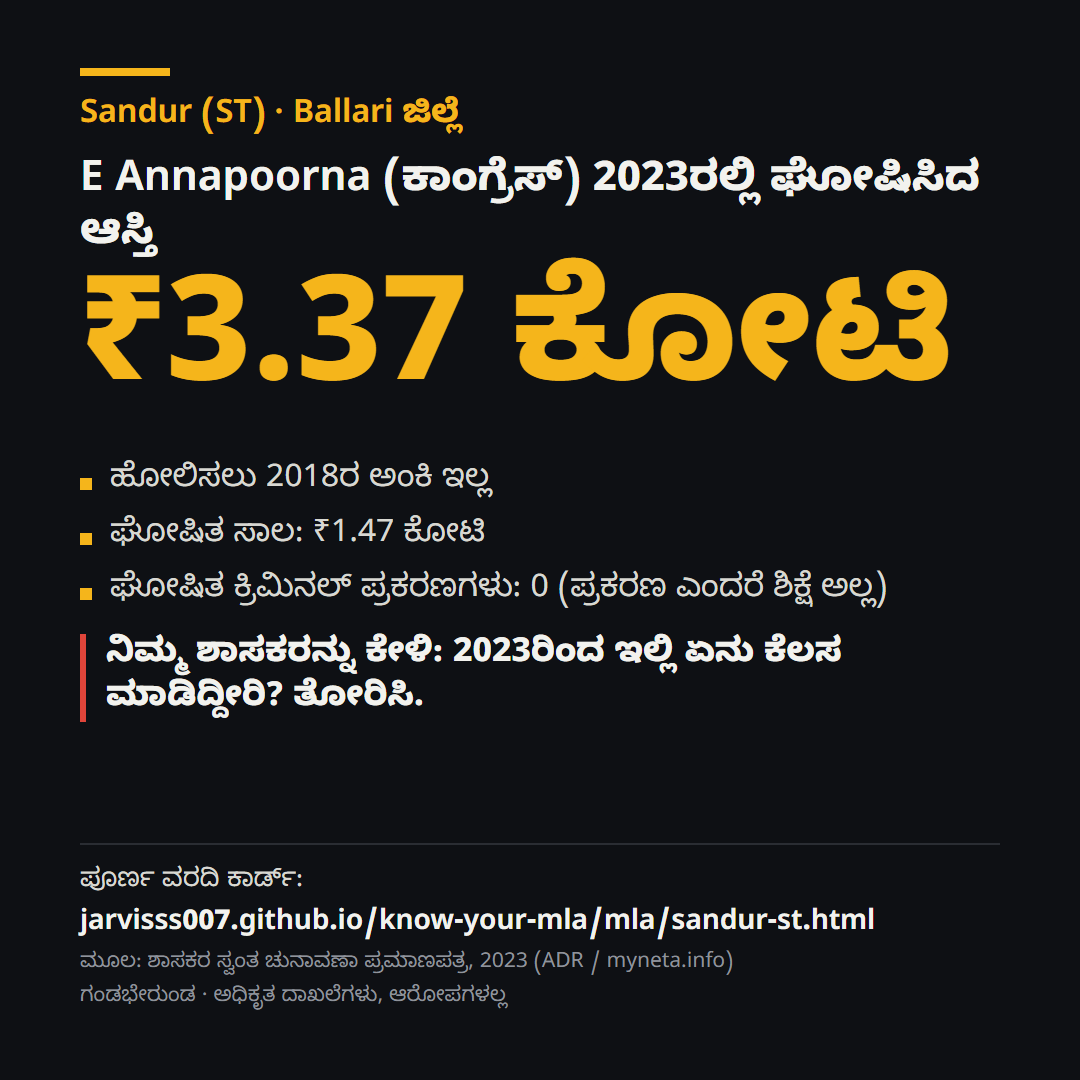 Sandur (ST) · Ballari ಜಿಲ್ಲೆ
E Annapoorna (ಕಾಂಗ್ರೆಸ್) 2023ರಲ್ಲಿ ಘೋಷಿಸಿದ
ಆಸ್ತಿ
₹3.37 ಕೋಟಿ
ಹೋಲಿಸಲು 2018ರ ಅಂಕಿ ಇಲ್ಲ
ಘೋಷಿತ ಸಾಲ: ₹1.47 ಕೋಟಿ
ಘೋಷಿತ ಕ್ರಿಮಿನಲ್ ಪ್ರಕರಣಗಳು: 0 (ಪ್ರಕರಣ ಎಂದರೆ ಶಿಕ್ಷೆ ಅಲ್ಲ)
ನಿಮ್ಮ ಶಾಸಕರನ್ನು ಕೇಳಿ: 2023ರಿಂದ ಇಲ್ಲಿ ಏನು ಕೆಲಸ
ಮಾಡಿದ್ದೀರಿ? ತೋರಿಸಿ.
ಪೂರ್ಣ ವರದಿ ಕಾರ್ಡ್:
jarvisss007.github.io/know-your-mla/mla/sandur-st.html
ಮೂಲ: ಶಾಸಕರ ಸ್ವಂತ ಚುನಾವಣಾ ಪ್ರಮಾಣಪತ್ರ, 2023 (ADR / myneta.info)
ಗಂಡಭೇರುಂಡ · ಅಧಿಕೃತ ದಾಖಲೆಗಳು, ಆರೋಪಗಳಲ್ಲ